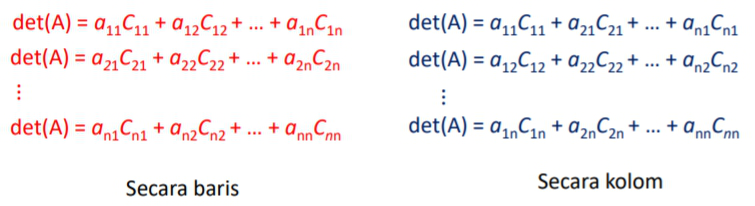 det(A) = a₁₁C₁₁ + a₁₂C₁₂ + ... + a₁ₙC₁ₙ
det(A) = a₂₁C₂₁ + a₂₂C₂₂ + ... + a₂ₙC₂ₙ
⋮
det(A) = aₙ₁Cₙ₁ + aₙ₂Cₙ₂ + ... + aₙₙCₙₙ
Secara baris
det(A) = a₁₁C₁₁ + a₂₁C₂₁ + ... + aₙ₁Cₙ₁
det(A) = a₁₂C₁₂ + a₂₂C₂₂ + ... + aₙ₂Cₙ₂
⋮
det(A) = a₁ₙC₁ₙ + a₂ₙC₂ₙ + ... + aₙₙCₙₙ
Secara kolom